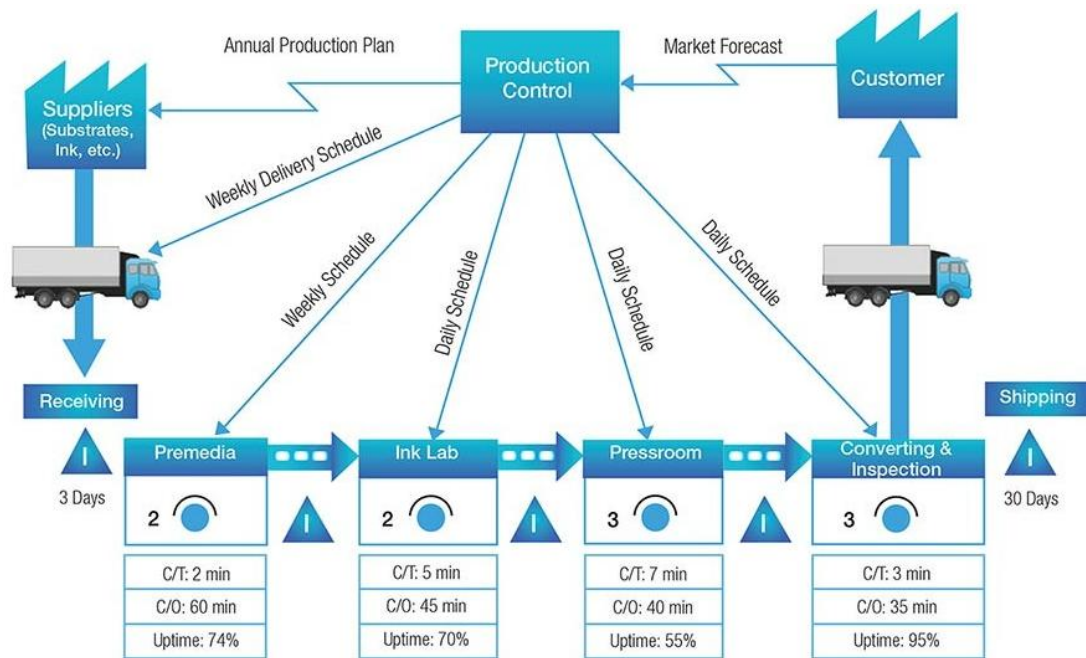 Annual Production Plan
Production
Control
Market Forecast
Customer
Suppliers
(Substrates,
Ink, etc.)
Weekly Delivery Schedule
Weekly Schedule
Daily Schedule
Daily Schedule
Daily Schedule
Receiving
I
3 Days
Shipping
I
30 Days
Premedia
2
C/T: 2 min
C/O: 60 min
Uptime: 74%
I
Ink Lab
2
C/T: 5 min
C/O: 45 min
Uptime: 70%
I
Pressroom
3
C/T: 7 min
C/O: 40 min
Uptime: 55%
I
Converting &
Inspection
3
C/T: 3 min
C/O: 35 min
Uptime: 95%